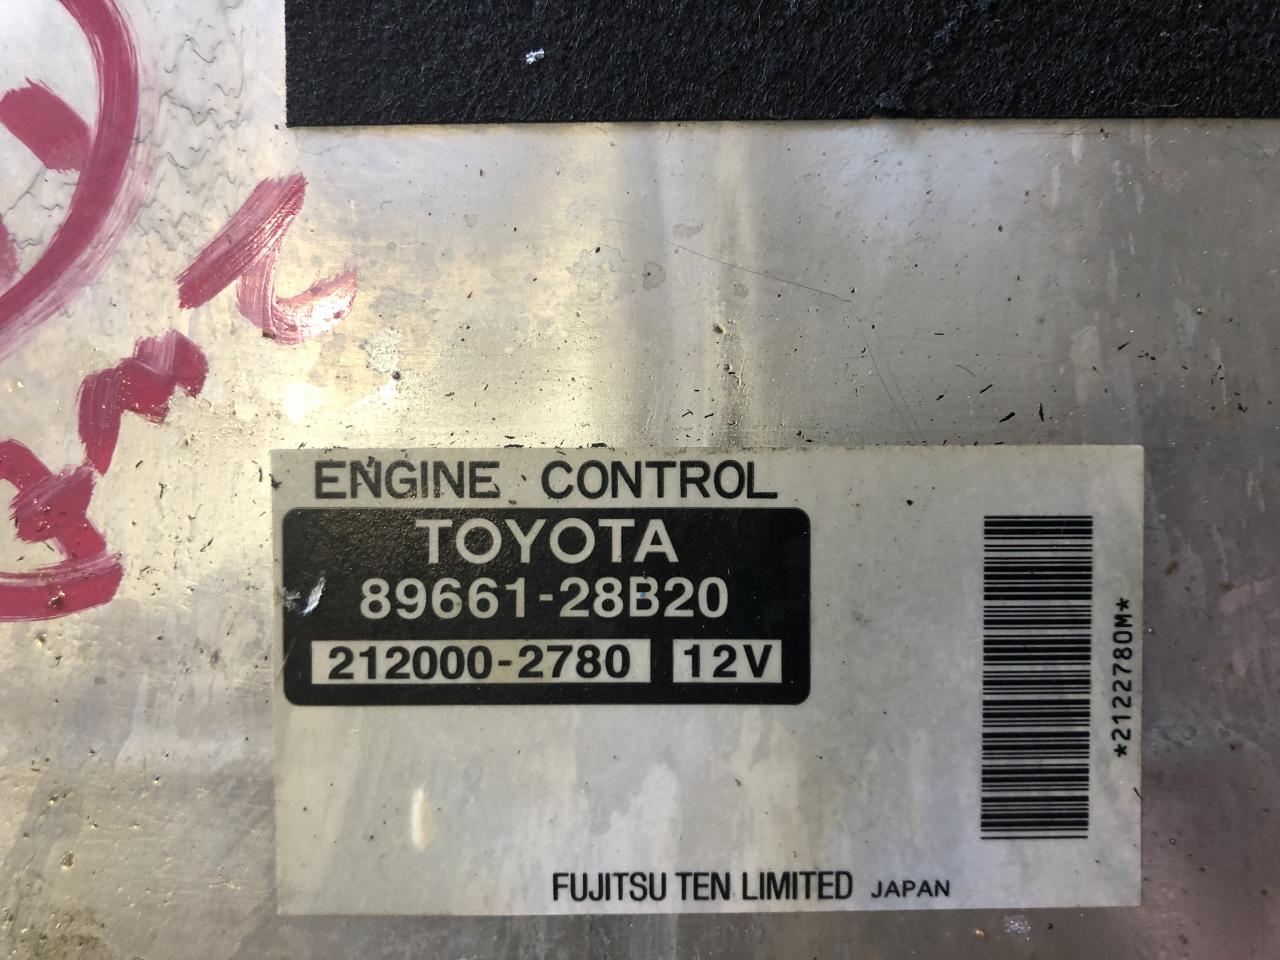 ENGINE CONTROL
TOYOTA
89661-28B20
212000-2780 12V
*2122780M*
FUJITSU TEN LIMITED JAPAN